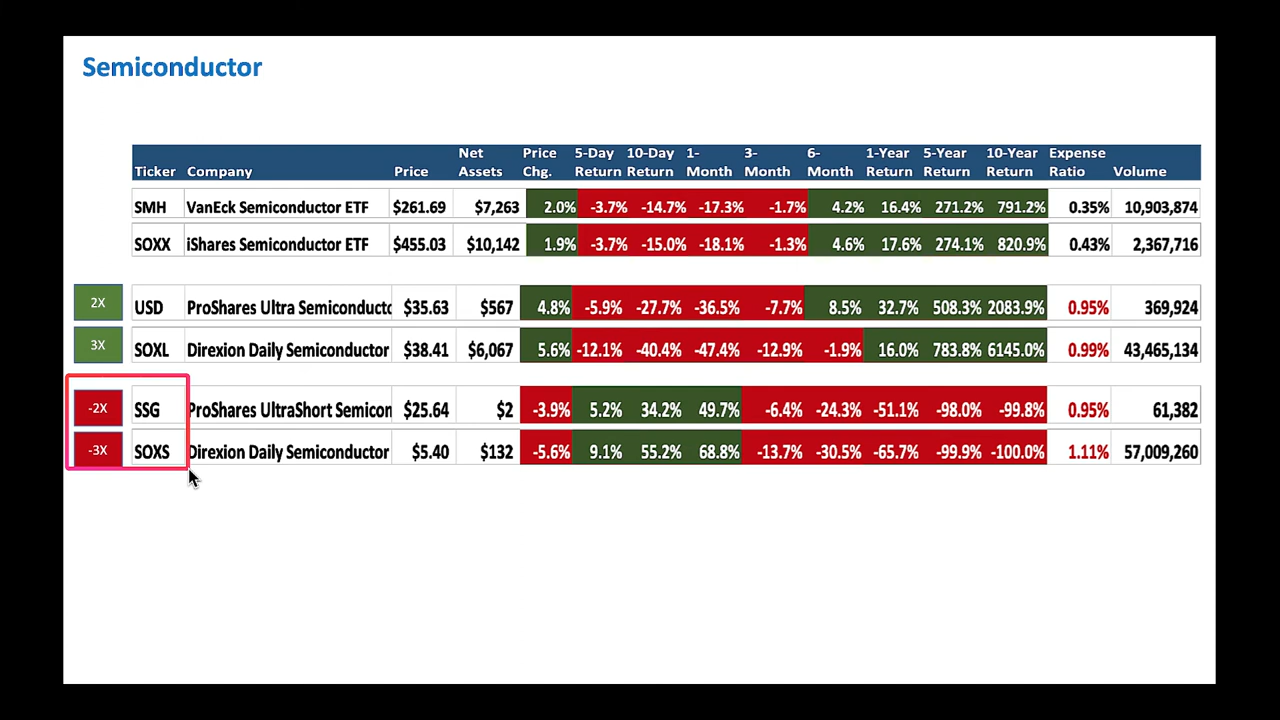 Semiconductor
Ticker Company Price Net Assets Price Chg. 5-Day Return 10-Day Return 1-Month 3-Month 6-Month 1-Year Return 5-Year Return 10-Year Return Expense Ratio Volume
SMH VanEck Semiconductor ETF $261.69 $7,263 2.0% -3.7% -14.7% -17.3% -1.7% 4.2% 16.4% 271.2% 791.2% 0.35% 10,903,874
SOXX iShares Semiconductor ETF $455.03 $10,142 1.9% -3.7% -15.0% -18.1% -1.3% 4.6% 17.6% 274.1% 820.9% 0.43% 2,367,716
2X USD ProShares Ultra Semiconducto $35.63 $567 4.8% -5.9% -27.7% -36.5% -7.7% 8.5% 32.7% 508.3% 2083.9% 0.95% 369,924
3X SOXL Direxion Daily Semiconductor $38.41 $6,067 5.6% -12.1% -40.4% -47.4% -12.9% -1.9% 16.0% 783.8% 6145.0% 0.99% 43,465,134
-2X SSG ProShares UltraShort Semicon $25.64 $2 -3.9% 5.2% 34.2% 49.7% -6.4% -24.3% -51.1% -98.0% -99.8% 0.95% 61,382
-3X SOXS Direxion Daily Semiconductor $5.40 $132 -5.6% 9.1% 55.2% 68.8% -13.7% -30.5% -65.7% -99.9% -100.0% 1.11% 57,009,260